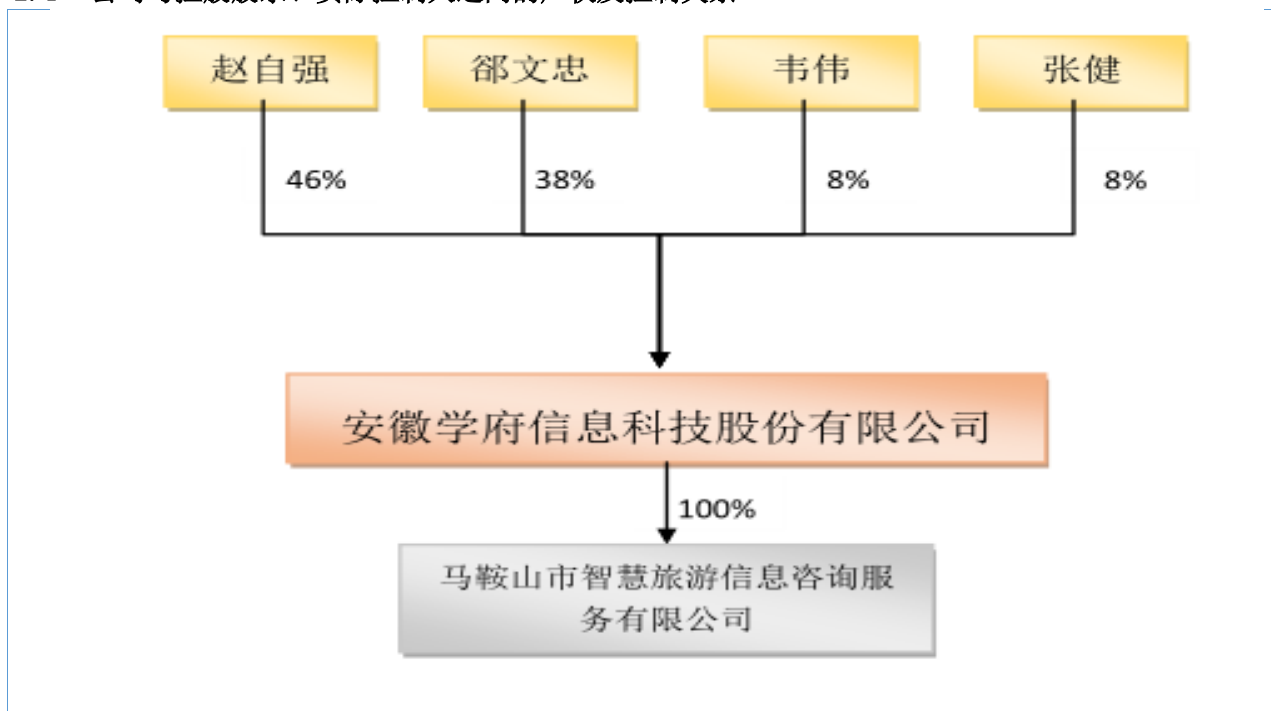 赵自强 郤文忠 韦伟 张健
46% 38% 8% 8%
安徽学府信息科技股份有限公司
100%
马鞍山市智慧旅游信息咨询服
务有限公司